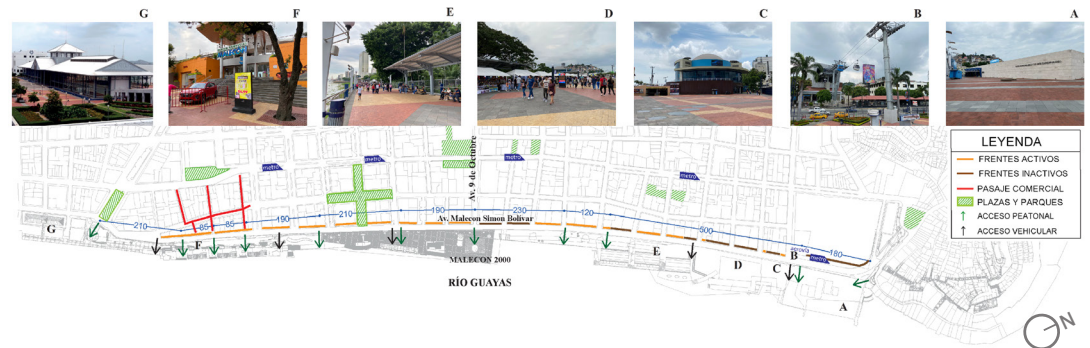 G
F
E
D
C
B
A
LEYENDA
FRENTES ACTIVOS
FRENTES INACTIVOS
PASAJE COMERCIAL
PLAZAS Y PARQUES
ACCESO PEATONAL
ACCESO VEHICULAR
metro
metro
metro
metro
Av. 9 de Octubre
210
85
85
190
210
190
230
120
500
180
Av. Malecon Simon Bolivar
aerovia
metro
G
F
E
D
C
B
A
MALECON 2000
RÍO GUAYAS
N